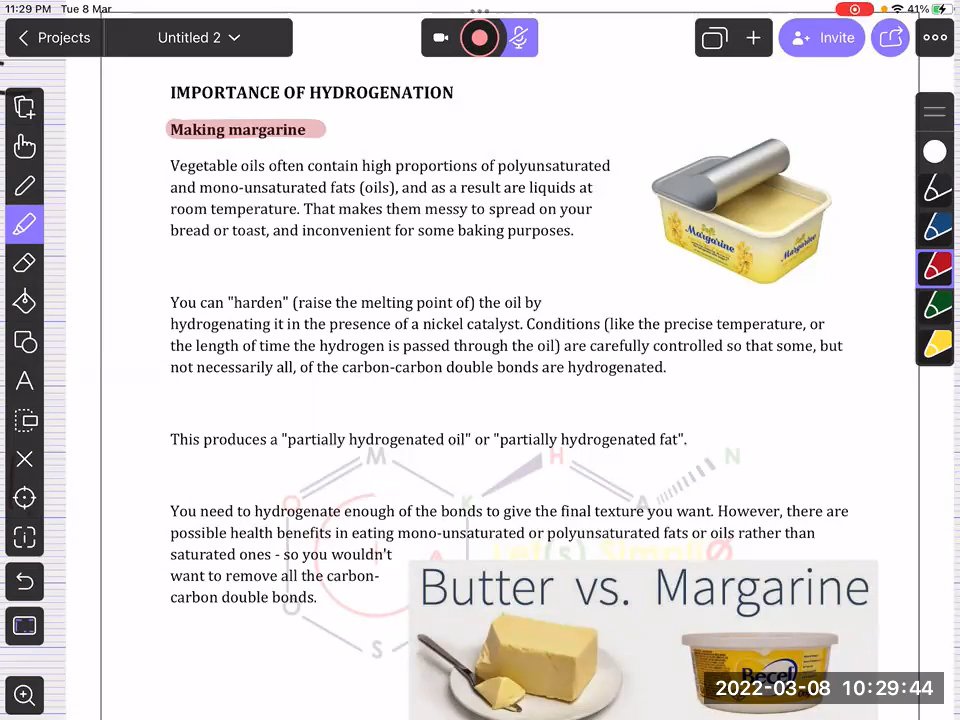 11:29 PM Tue 8 Mar
41%
Projects
Untitled 2
Invite
IMPORTANCE OF HYDROGENATION
Making margarine
Vegetable oils often contain high proportions of polyunsaturated
and mono-unsaturated fats (oils), and as a result are liquids at
room temperature. That makes them messy to spread on your
bread or toast, and inconvenient for some baking purposes.
Margarine
Margarine
You can "harden" (raise the melting point of) the oil by
hydrogenating it in the presence of a nickel catalyst. Conditions (like the precise temperature, or
the length of time the hydrogen is passed through the oil) are carefully controlled so that some, but
not necessarily all, of the carbon-carbon double bonds are hydrogenated.
This produces a "partially hydrogenated oil" or "partially hydrogenated fat".
M H N
O K A
You need to hydrogenate enough of the bonds to give the final texture you want. However, there are
possible health benefits in eating mono-unsaturated or polyunsaturated fats or oils rather than
saturated ones - so you wouldn't
want to remove all the carbon-
carbon double bonds.
A Let(s) SimpliØ
O
S
Butter vs. Margarine
Becel
2022-03-08 10:29:44